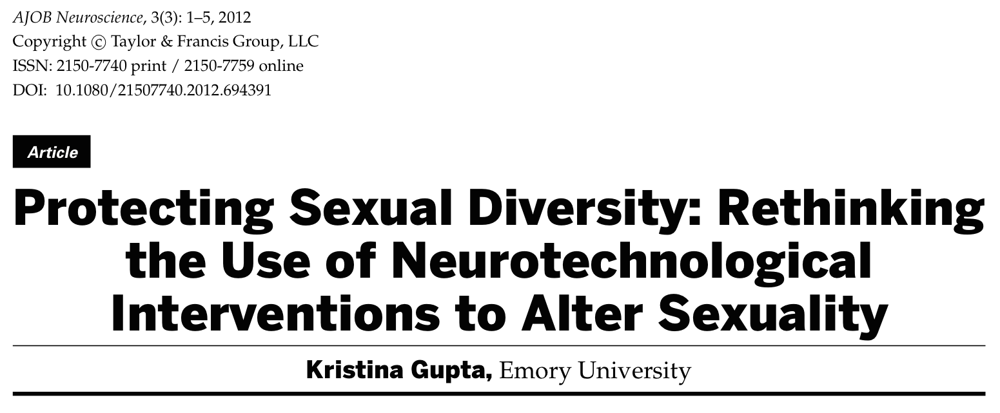 AJOB Neuroscience, 3(3): 1–5, 2012
Copyright © Taylor & Francis Group, LLC
ISSN: 2150-7740 print / 2150-7759 online
DOI: 10.1080/21507740.2012.694391
Article
Protecting Sexual Diversity: Rethinking
the Use of Neurotechnological
Interventions to Alter Sexuality
Kristina Gupta, Emory University